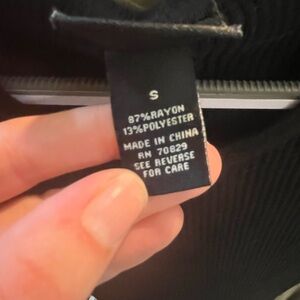 S
87%RAYON
13%POLYESTER
MADE IN CHINA
RN 70829
SEE REVERSE
FOR CARE